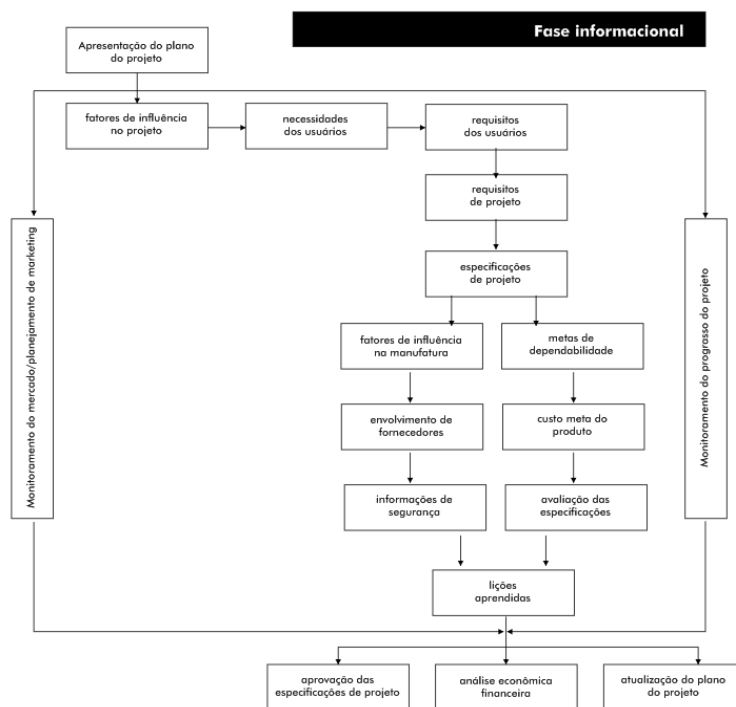 Fase informacional
Apresentação do plano
do projeto
fatores de influência
no projeto
necessidades
dos usuários
requisitos
dos usuários
requisitos
de projeto
especificações
de projeto
Monitoramento do mercado/planejamento de marketing
Monitoramento do prograsso do projeto
fatores de influência
na manufatura
metas de
dependabilidade
envolvimento de
fornecedores
custo meta do
produto
informações de
segurança
avaliação das
especificações
lições
aprendidas
aprovação das
especificações de projeto
análise econômica
financeira
atualização do plano
do projeto